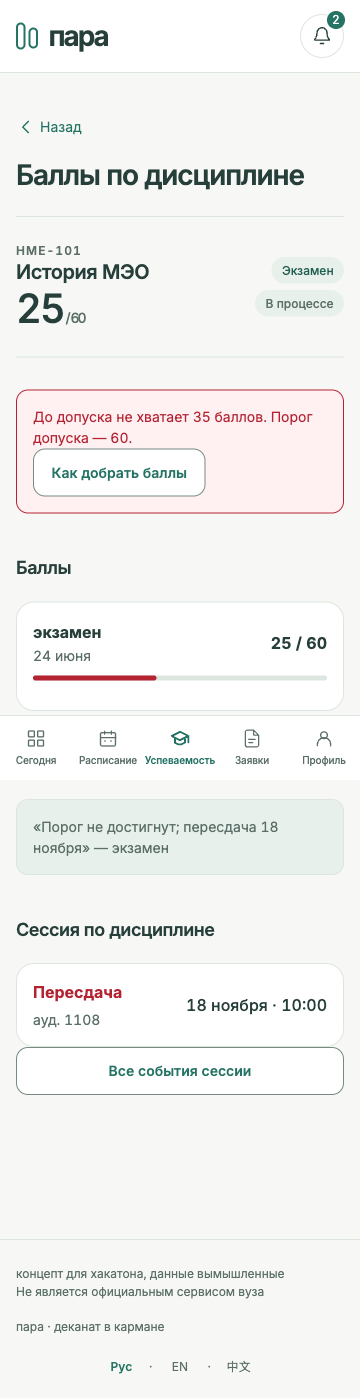 пара
2
Назад
Баллы по дисциплине
НМЕ-101
История МЭО
Экзамен
25/60
В процессе
До допуска не хватает 35 баллов. Порог
допуска — 60.
Как добрать баллы
Баллы
экзамен
24 июня
25 / 60
Сегодня
Расписание
Успеваемость
Заявки
Профиль
«Порог не достигнут; пересдача 18
ноября» — экзамен
Сессия по дисциплине
Пересдача
ауд. 1108
18 ноября · 10:00
Все события сессии
концепт для хакатона, данные вымышленные
Не является официальным сервисом вуза
пара · деканат в кармане
Рус · EN · 中文